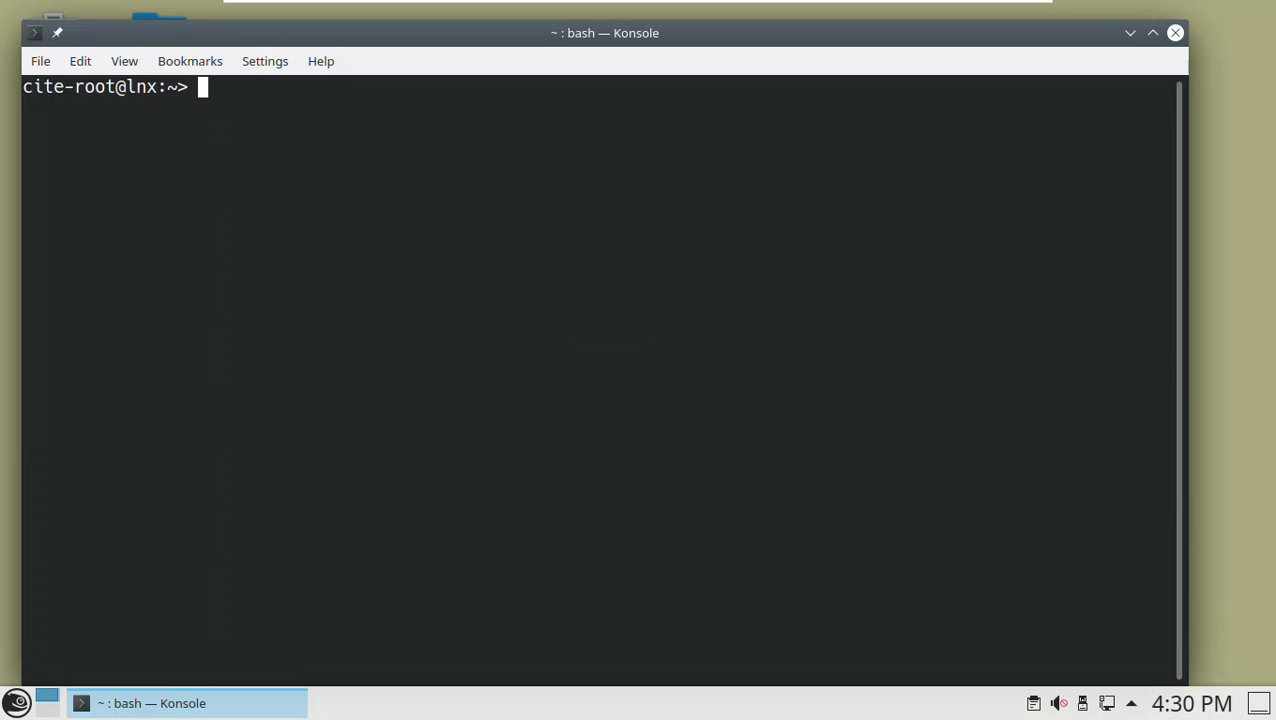 ~ : bash — Konsole
File Edit View Bookmarks Settings Help
cite-root@lnx:~>
~ : bash — Konsole
4:30 PM